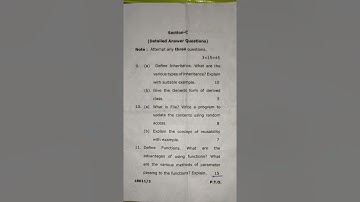 Section-C
(Detailed Answer Questions)
Note : Attempt any three questions.
3x15=45
9. (a) Define Inheritance. What are the
various types of inheritance? Explain
with suitable example. 10
(b) Give the General form of derived
class. 5
10. (a) What is File? Write a program to
update the contents using random
access. 8
(b) Explain the concept of reusability
with example. 7
11. Define Functions. What are the
advantages of using functions? What
are the various methods of parameter
passing to the functions? Explain. 15
P.T.O.